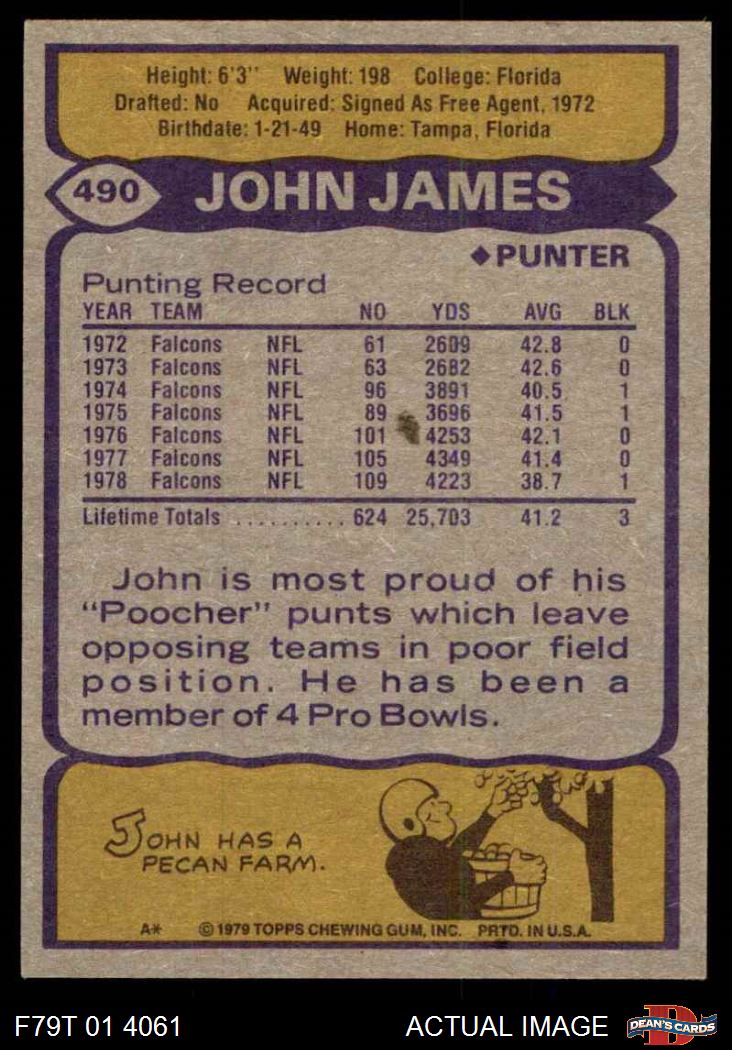 Height: 6'3" Weight: 198 College: Florida
Drafted: No Acquired: Signed As Free Agent, 1972
Birthdate: 1-21-49 Home: Tampa, Florida
490 JOHN JAMES
◆PUNTER
Punting Record
YEAR TEAM NO YDS AVG BLK
1972 Falcons NFL 61 2609 42.8 0
1973 Falcons NFL 63 2682 42.6 0
1974 Falcons NFL 96 3891 40.5 1
1975 Falcons NFL 89 3696 41.5 1
1976 Falcons NFL 101 4253 42.1 0
1977 Falcons NFL 105 4349 41.4 0
1978 Falcons NFL 109 4223 38.7 1
Lifetime Totals .......... 624 25,703 41.2 3
John is most proud of his
"Poocher" punts which leave
opposing teams in poor field
position. He has been a
member of 4 Pro Bowls.
JOHN HAS A
PECAN FARM.
A* © 1979 TOPPS CHEWING GUM, INC. PRTD. IN U.S.A.
F79T 01 4061 ACTUAL IMAGE D DEAN'S CARDS